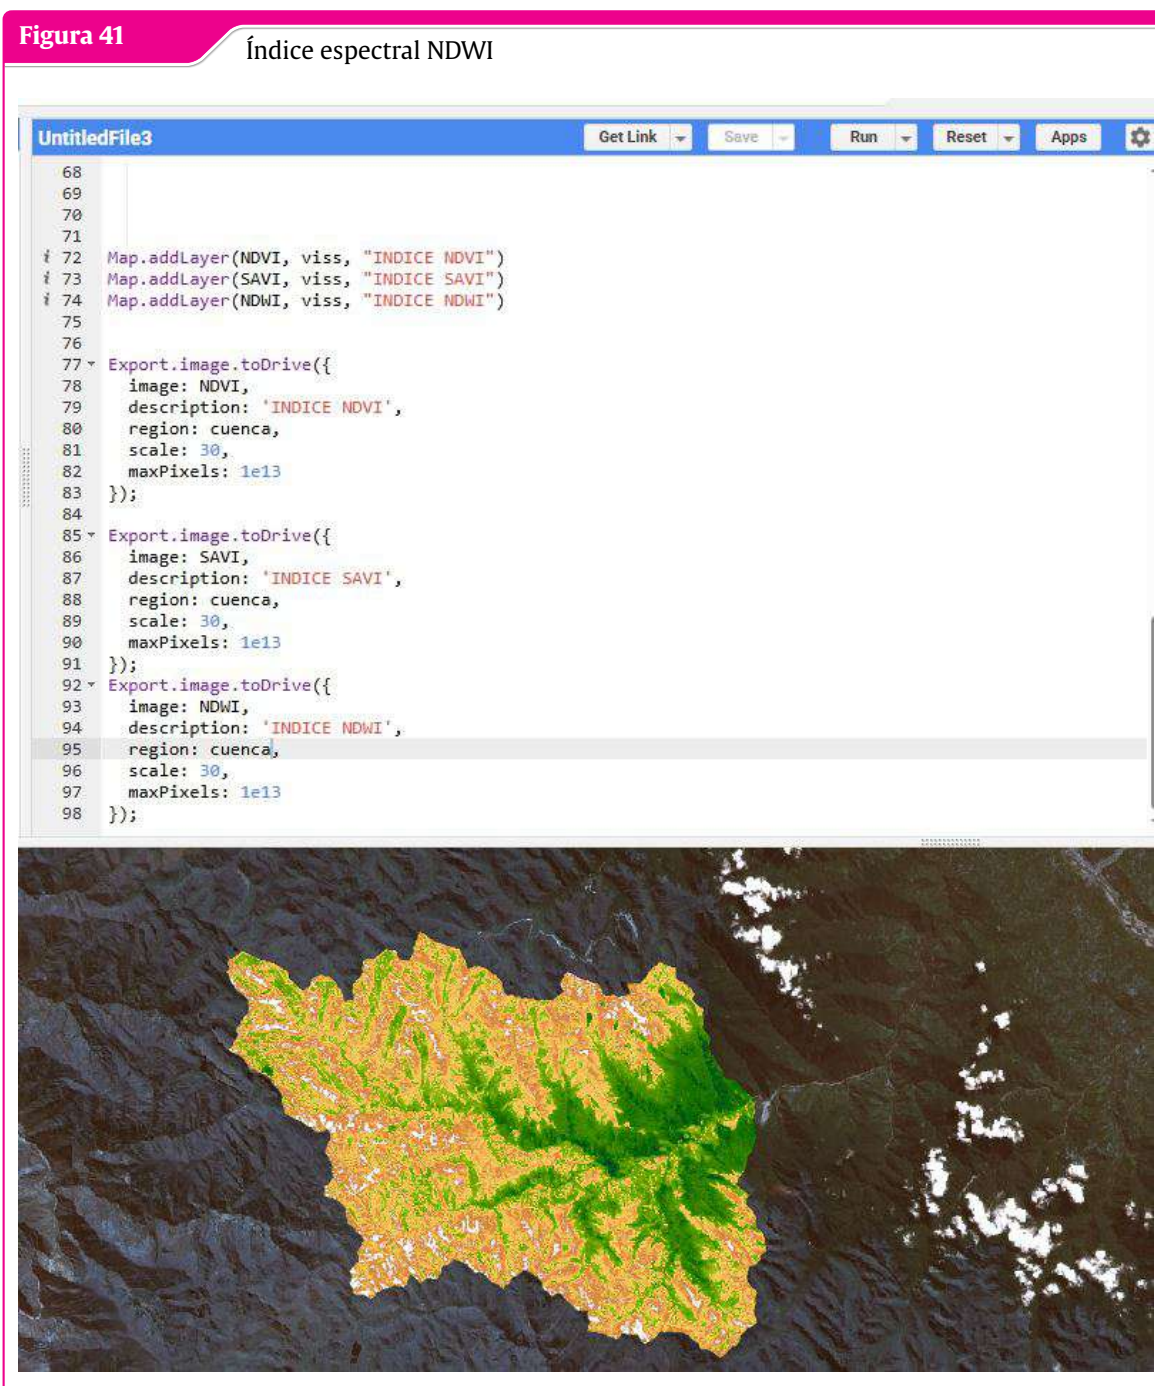 Figura 41
Índice espectral NDWI
UntitledFile3
Get Link
Save
Run
Reset
Apps
68
69
70
71
i 72 Map.addLayer(NDVI, viss, "INDICE NDVI")
i 73 Map.addLayer(SAVI, viss, "INDICE SAVI")
i 74 Map.addLayer(NDWI, viss, "INDICE NDWI")
75
76
77 Export.image.toDrive({
78 image: NDVI,
79 description: 'INDICE NDVI',
80 region: cuenca,
81 scale: 30,
82 maxPixels: 1e13
83 });
84
85 Export.image.toDrive({
86 image: SAVI,
87 description: 'INDICE SAVI',
88 region: cuenca,
89 scale: 30,
90 maxPixels: 1e13
91 });
92 Export.image.toDrive({
93 image: NDWI,
94 description: 'INDICE NDWI',
95 region: cuenca,
96 scale: 30,
97 maxPixels: 1e13
98 });